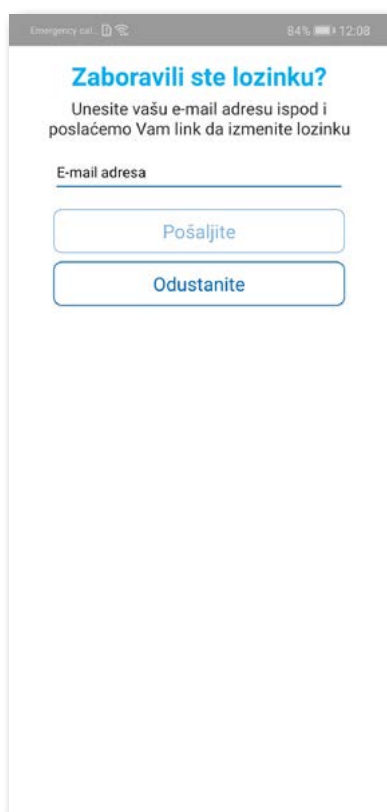 Emergency cal... 84% 12:08
Zaboravili ste lozinku?
Unesite vašu e-mail adresu ispod i
poslaćemo Vam link da izmenite lozinku
E-mail adresa
Pošaljite
Odustanite